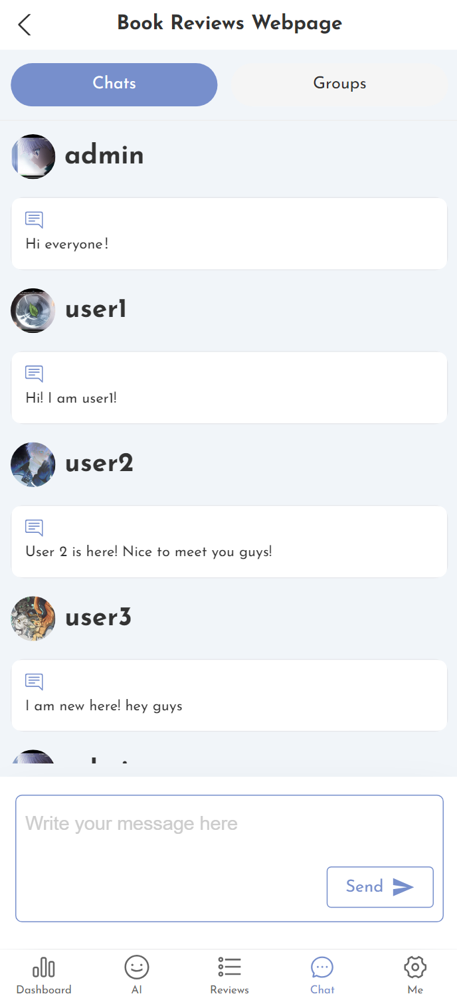 Book Reviews Webpage
Chats
Groups
admin
Hi everyone!
user1
Hi! I am user1!
user2
User 2 is here! Nice to meet you guys!
user3
I am new here! hey guys
Write your message here
Send
Dashboard
AI
Reviews
Chat
Me